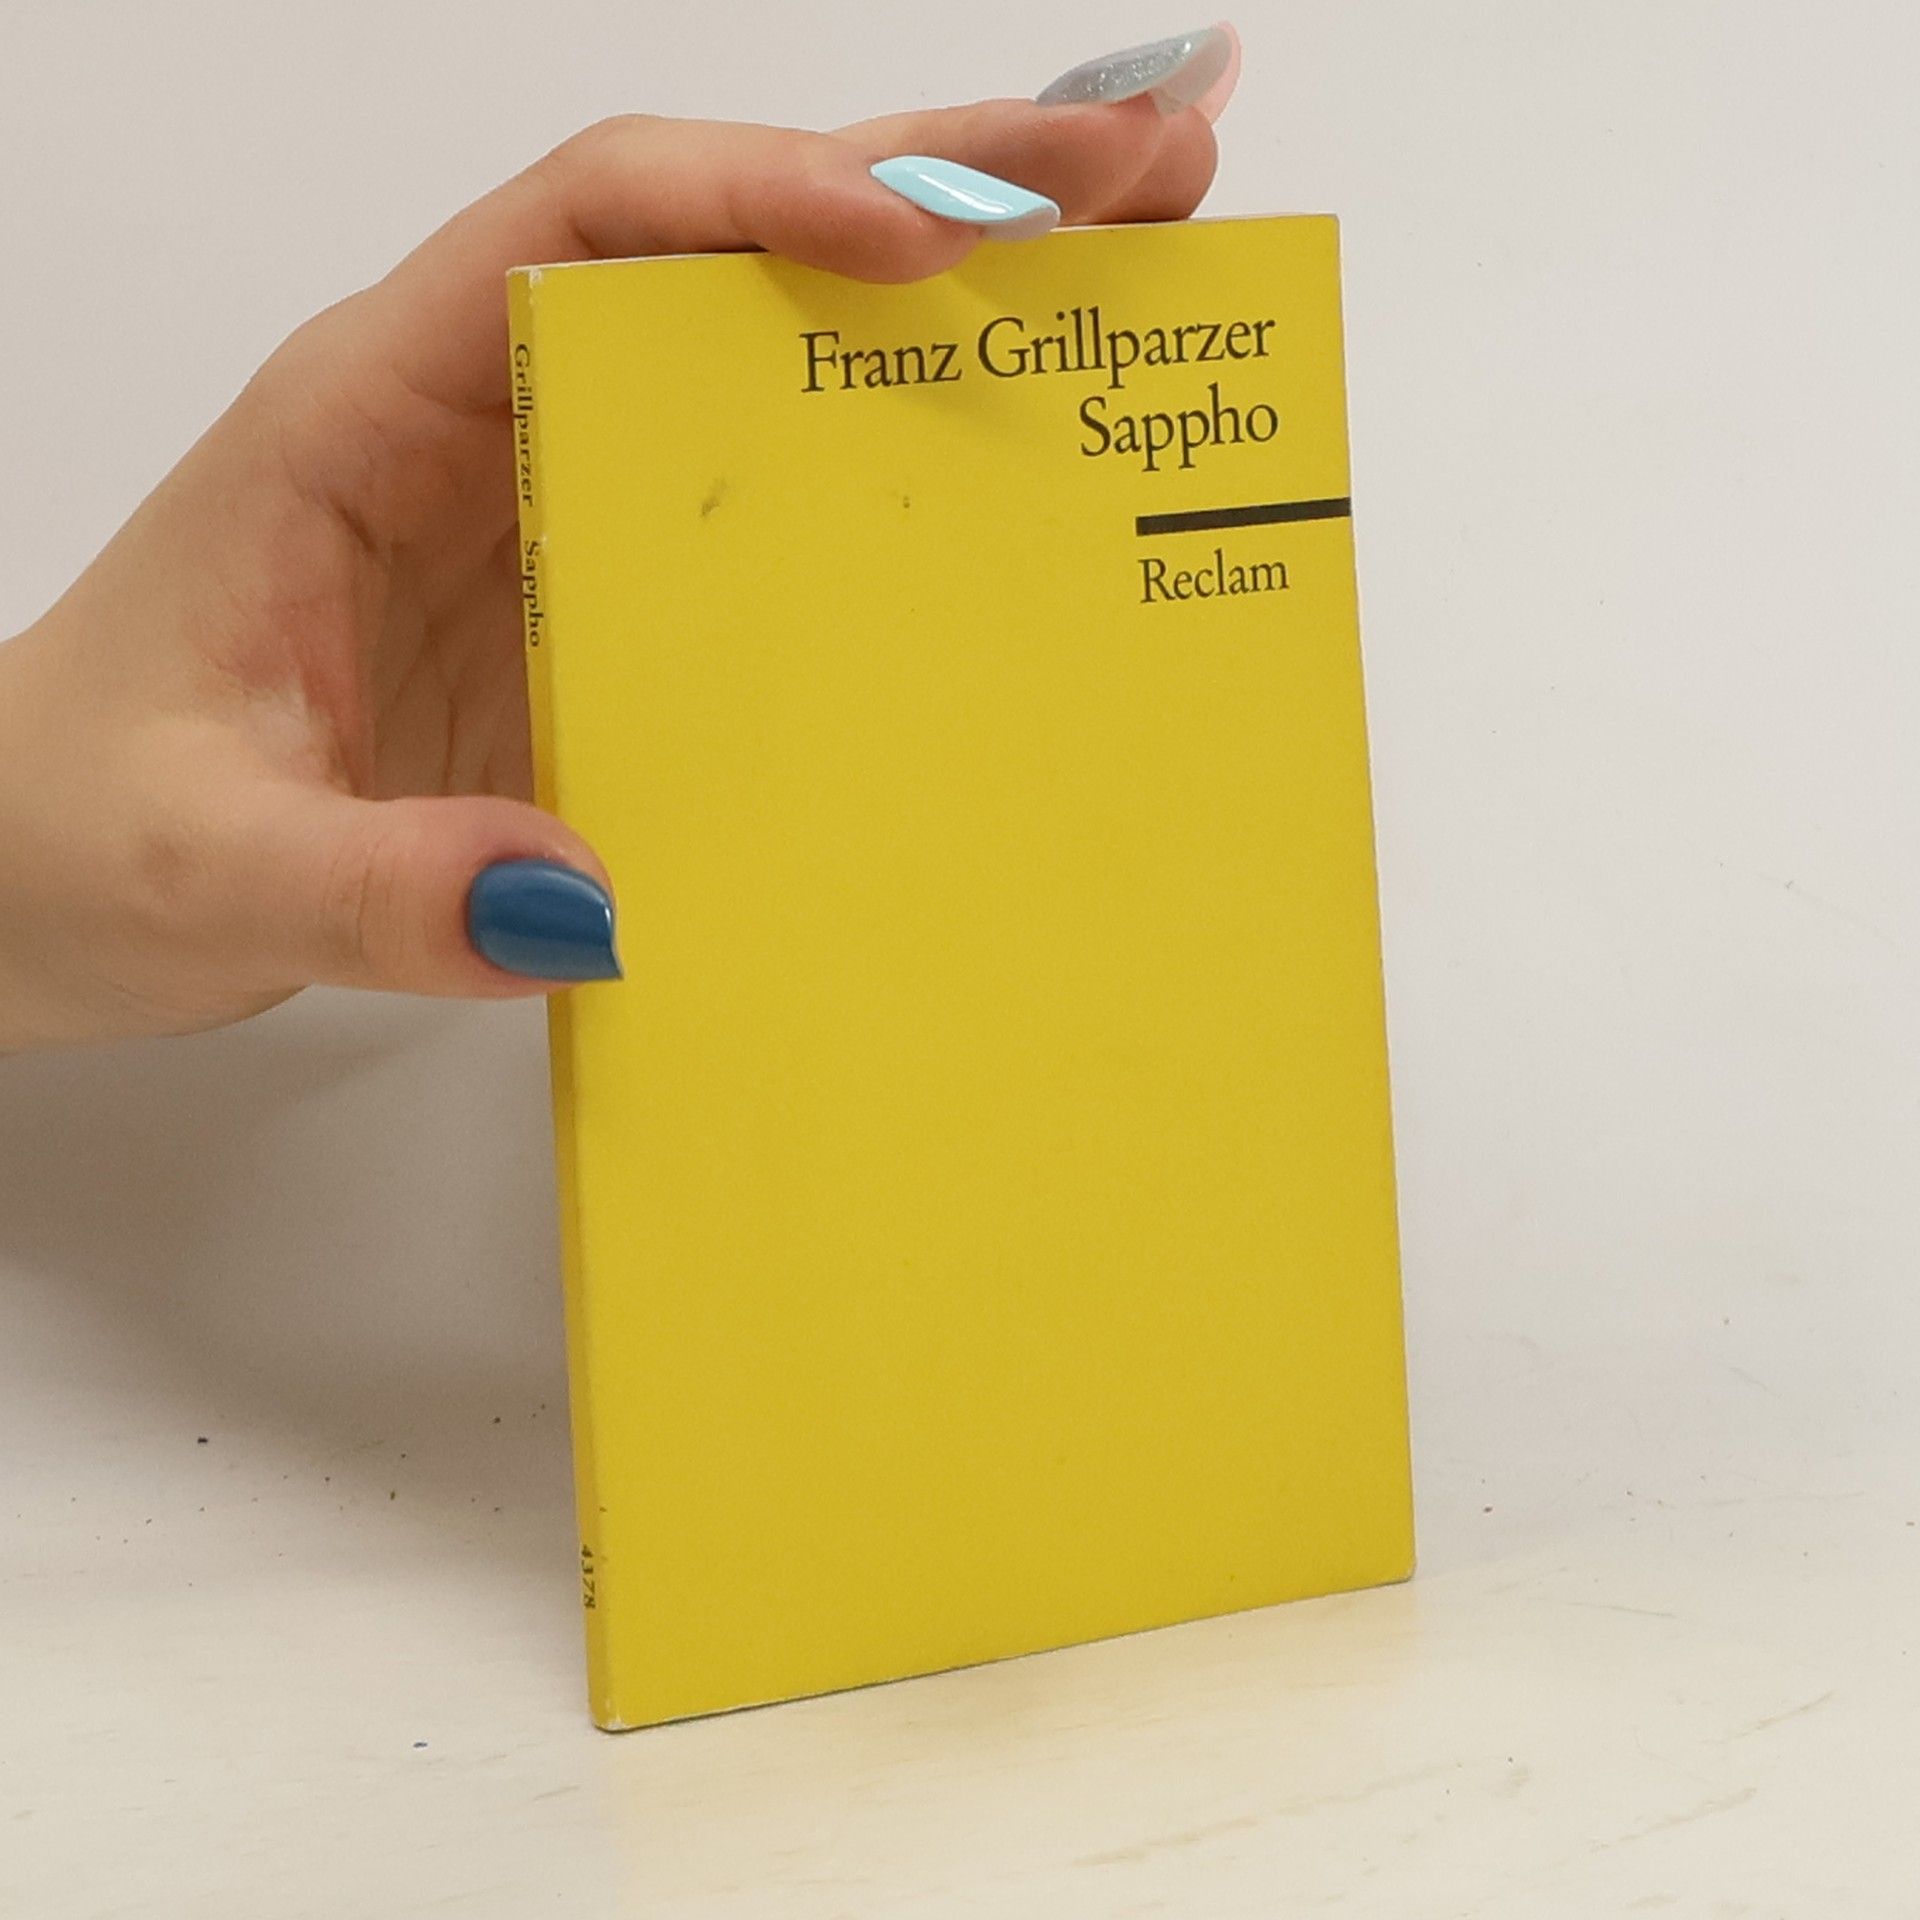 Franz Grillparzer
Sappho
Reclam
Grillparzer Sappho
4378